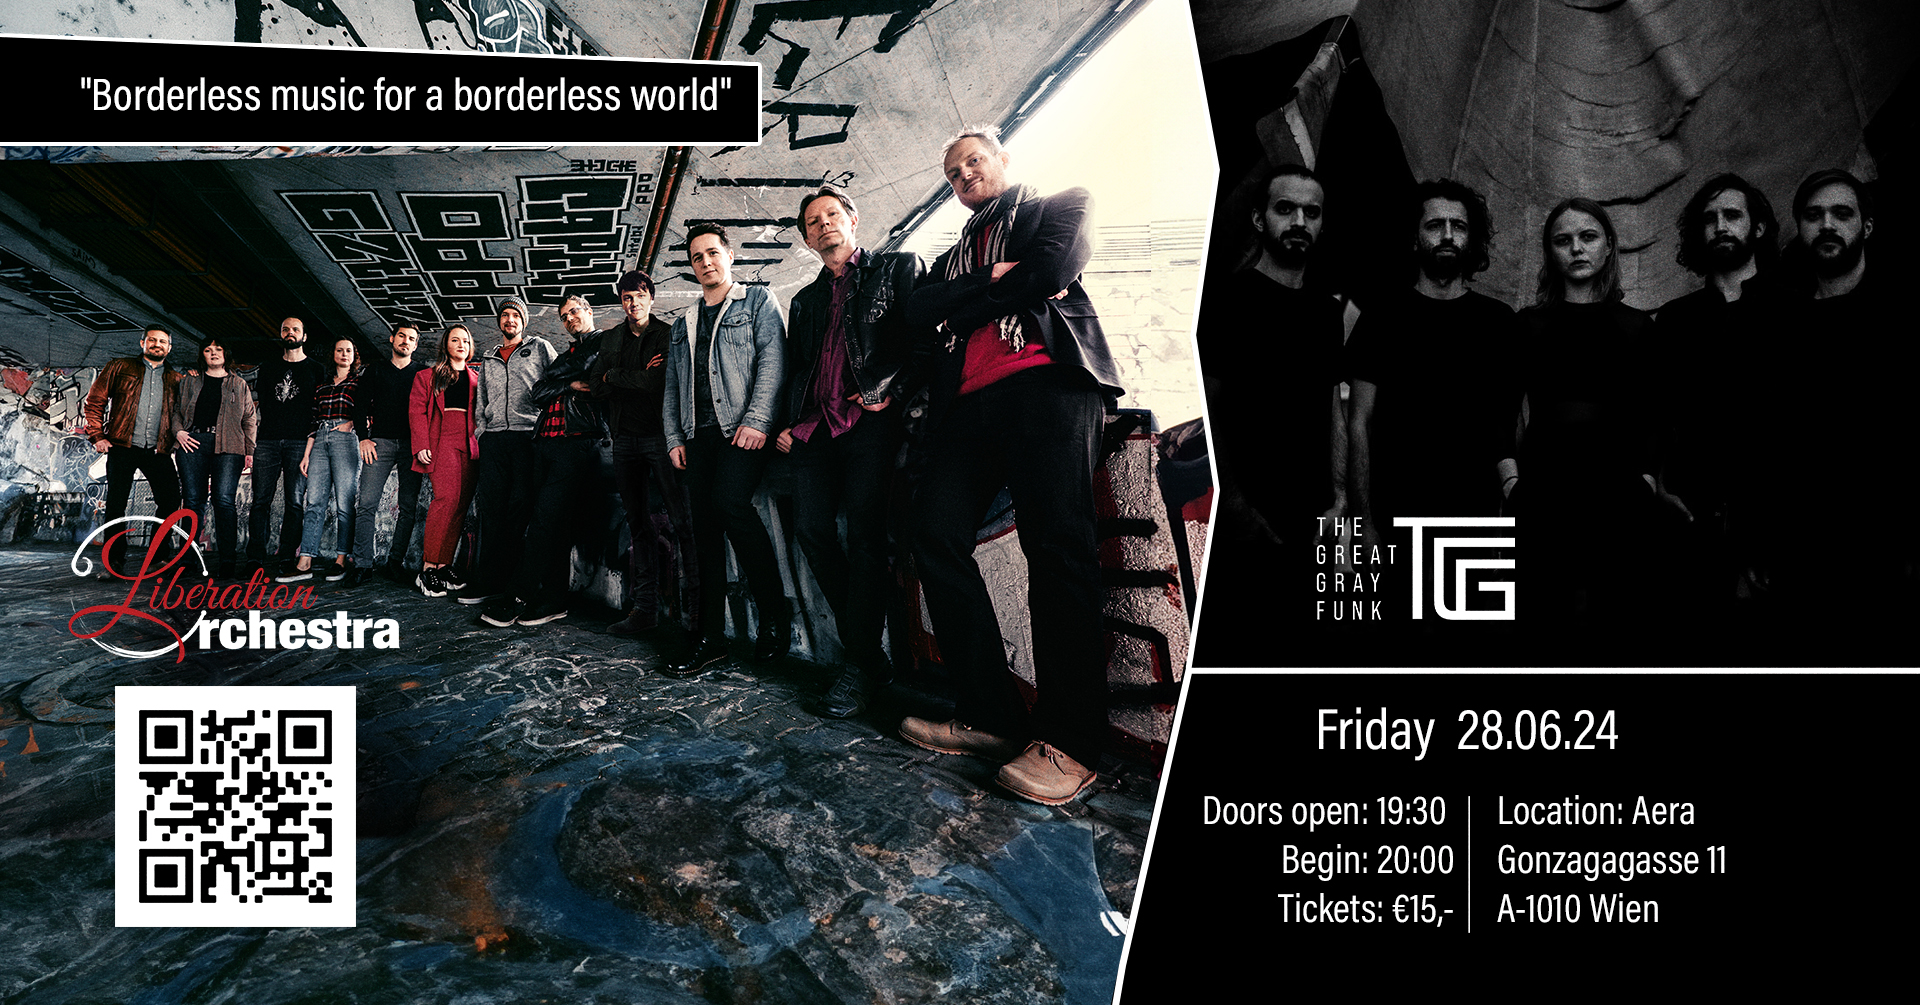 "Borderless music for a borderless world"
Liberation
Orchestra
THE
GREAT
GRAY
FUNK
TGGF
Friday 28.06.24
Doors open: 19:30
Begin: 20:00
Tickets: €15,-
Location: Aera
Gonzagagasse 11
A-1010 Wien